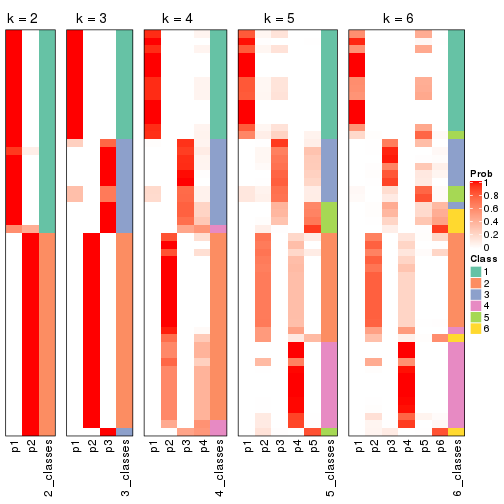 k = 2 k = 3 k = 4 k = 5 k = 6
Prob
1
0.8
0.6
0.4
0.2
0
Class
1
2
3
4
5
6
p1 p2 2_classes
p1 p2 p3 3_classes
p1 p2 p3 p4 4_classes
p1 p2 p3 p4 p5 5_classes
p1 p2 p3 p4 p5 p6 6_classes